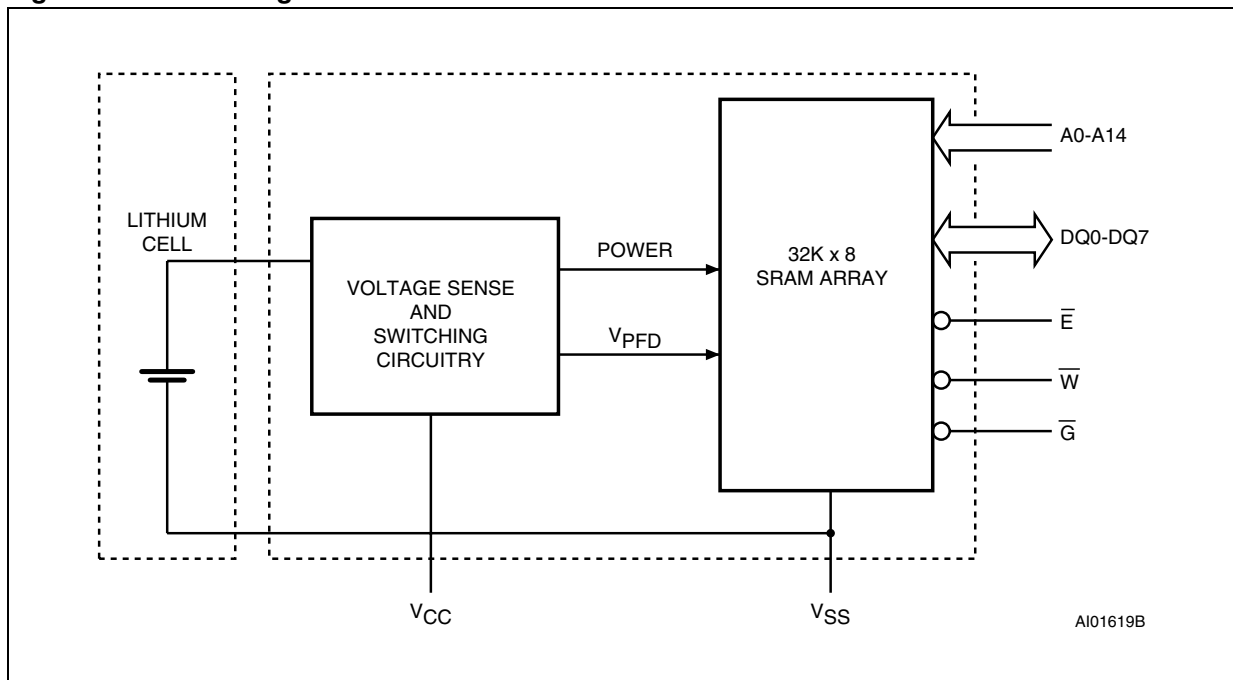 LITHIUM
CELL
VOLTAGE SENSE
AND
SWITCHING
CIRCUITRY
POWER
VPFD
32K x 8
SRAM ARRAY
A0-A14
DQ0-DQ7
E̅
W̅
G̅
VCC
VSS
AI01619B